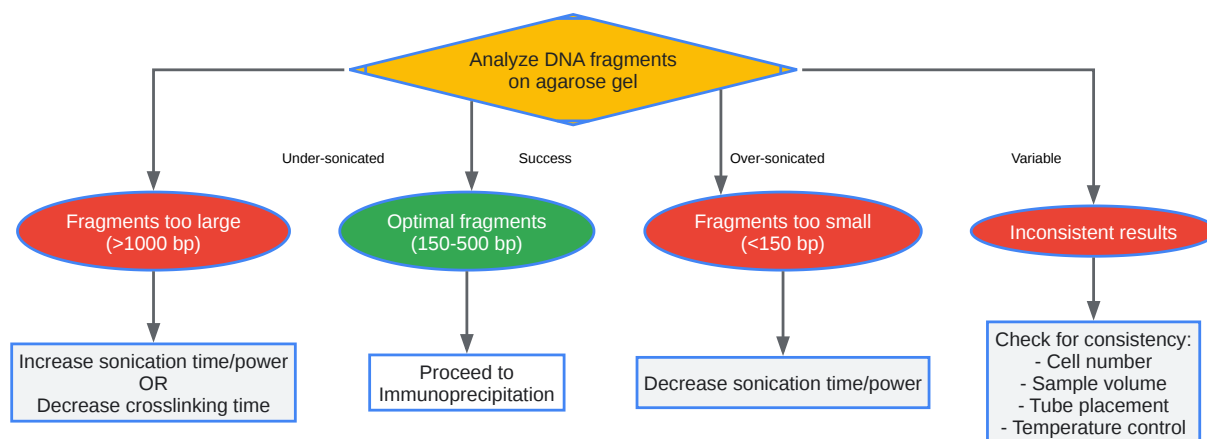 Analyze DNA fragments
on agarose gel
Under-sonicated
Success
Over-sonicated
Variable
Fragments too large
(>1000 bp)
Optimal fragments
(150-500 bp)
Fragments too small
(<150 bp)
Inconsistent results
Increase sonication time/power
OR
Decrease crosslinking time
Proceed to
Immunoprecipitation
Decrease sonication time/power
Check for consistency:
- Cell number
- Sample volume
- Tube placement
- Temperature control